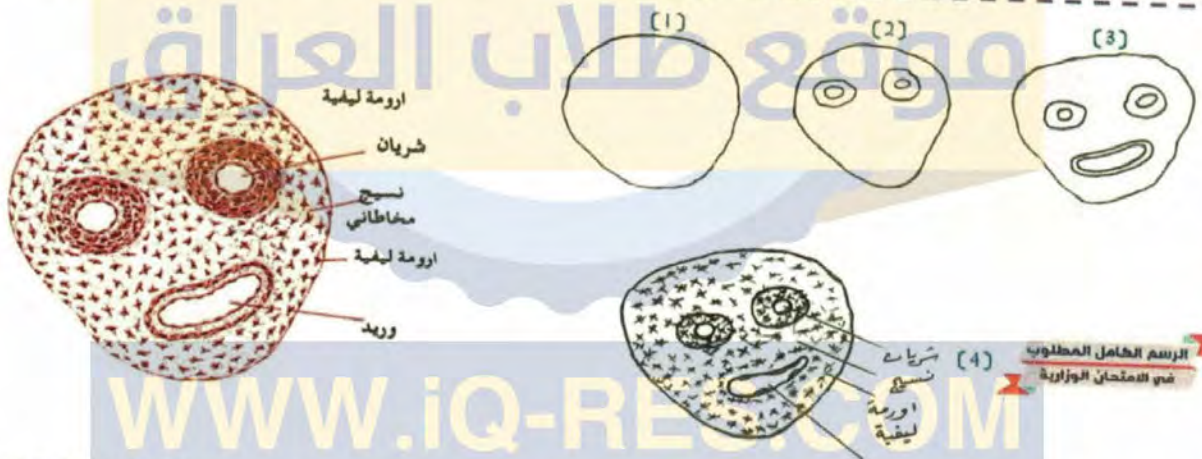 موقع طلاب العراق
[1]
[2]
[3]
ارومة ليفية
شريان
نسيج
مخاطاني
ارومة ليفية
وريد
شريان
نسيج
اورمة
ليفية
[4]
الرسم الكامل المطلوب
في الامتحان الوزارية
WWW.iQ-RES.COM